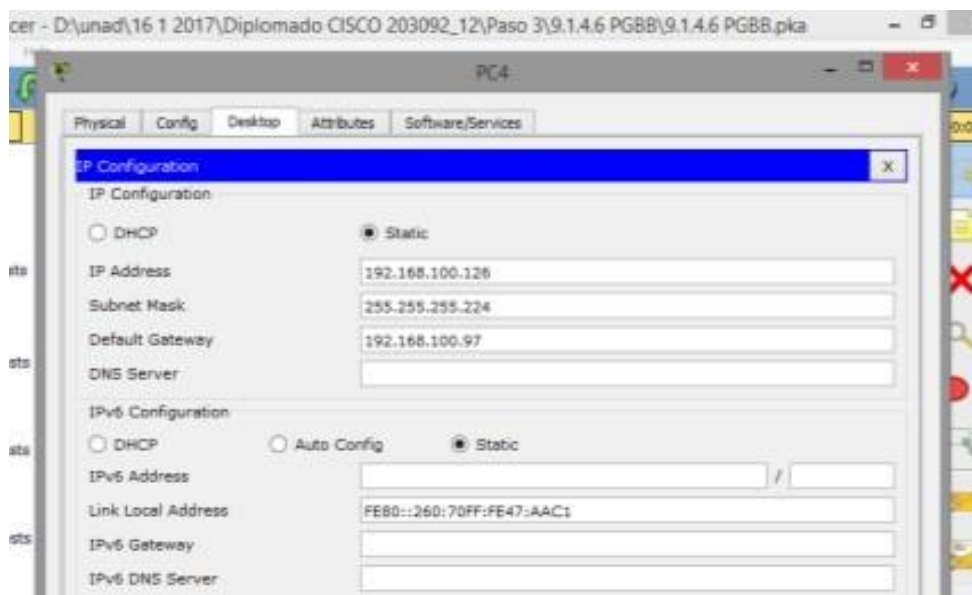 cer - D:\unad\16 1 2017\Diplomado CISCO 203092_12\Paso 3\9.1.4.6 PGBB\9.1.4.6 PGBB.pka
PC4
Physical Config Desktop Attributes Software/Services
IP Configuration X
IP Configuration
DHCP Static
IP Address 192.168.100.126
Subnet Mask 255.255.255.224
Default Gateway 192.168.100.97
DNS Server
IPv6 Configuration
DHCP Auto Config Static
IPv6 Address /
Link Local Address FE80::260:70FF:FE47:AAC1
IPv6 Gateway
IPv6 DNS Server